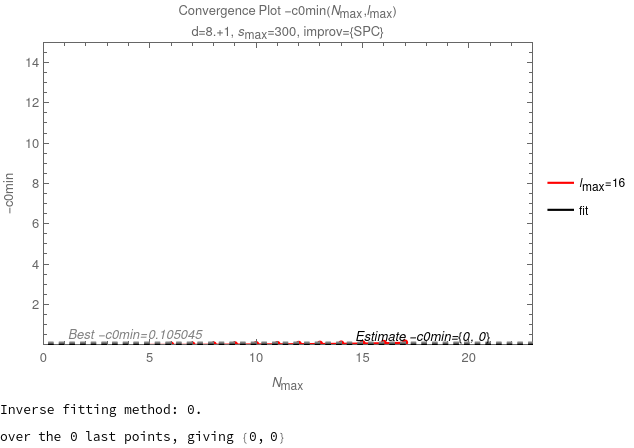 Convergence Plot −c0min(Nmax,lmax)
d=8.+1, smax=300, improv={SPC}
14
12
10
8
6
4
2
−c0min
lmax=16
fit
Best −c0min=0.105045
Estimate −c0min={0, 0}
0 5 10 15 20
Nmax
Inverse fitting method: 0.
over the 0 last points, giving {0, 0}